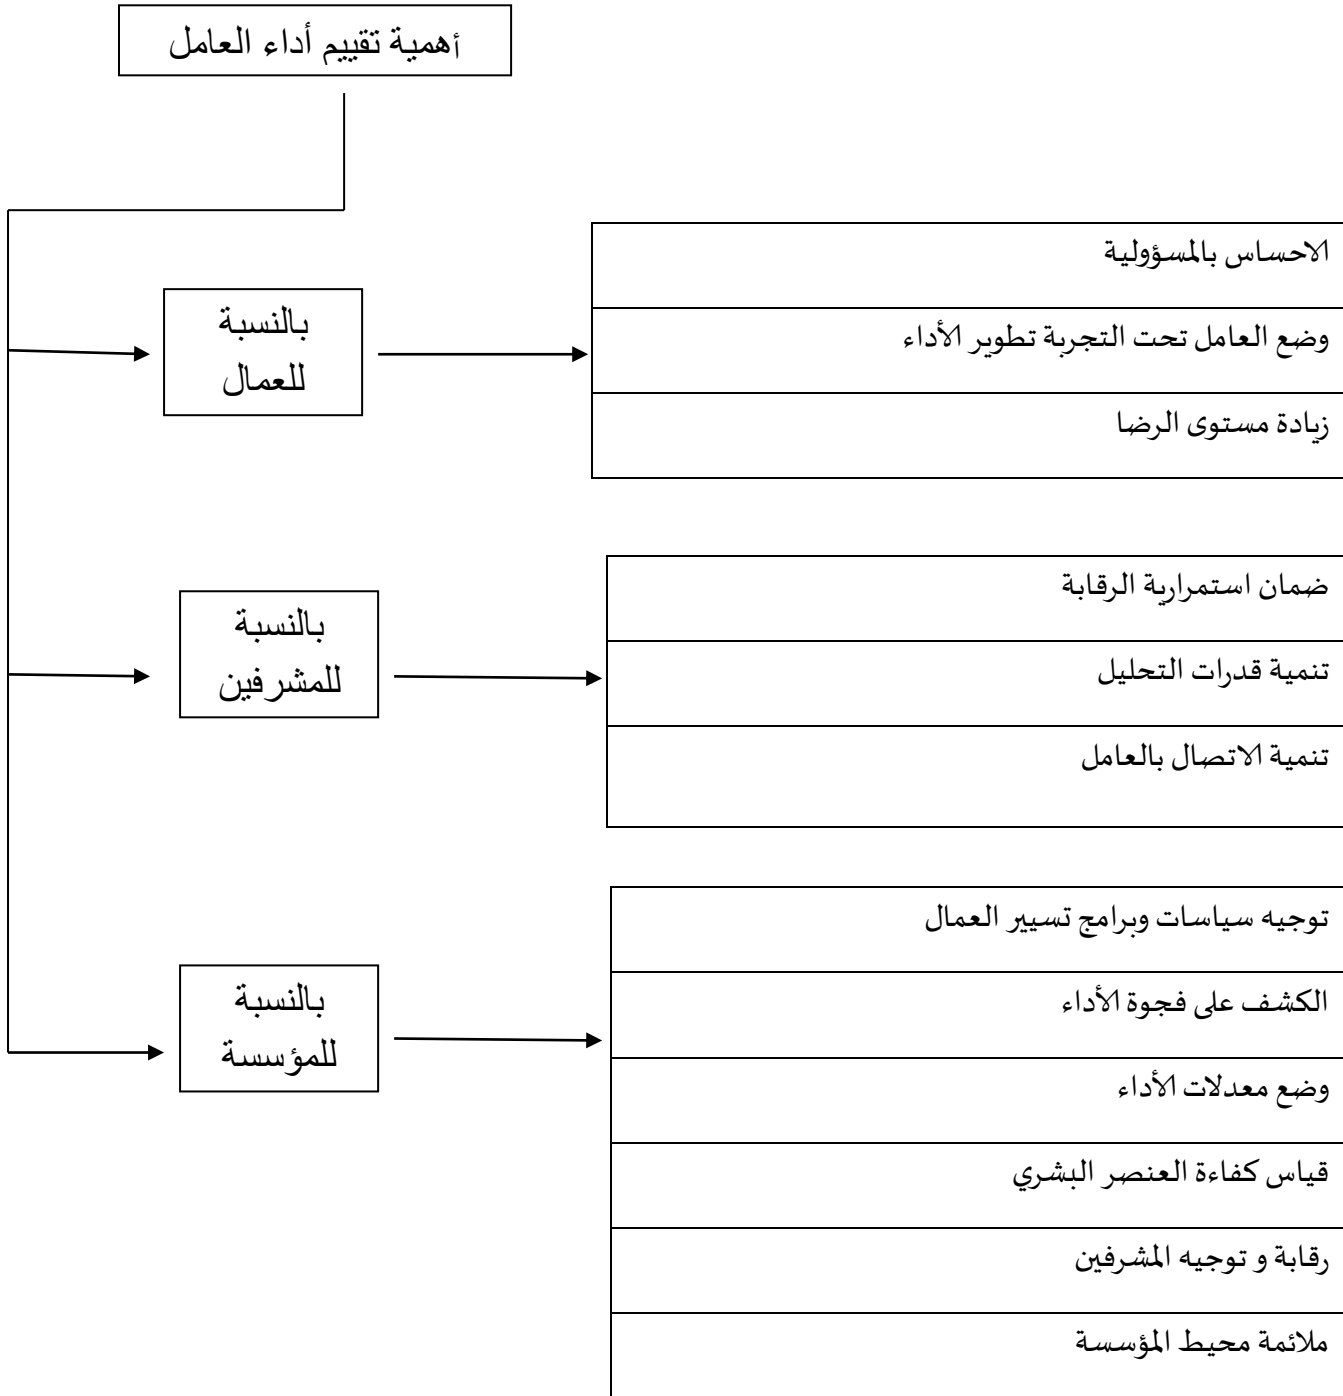 أهمية تقييم أداء العامل
بالنسبة
للعمال
الاحساس بالمسؤولية
وضع العامل تحت التجربة تطوير الأداء
زيادة مستوى الرضا
بالنسبة
للمشرفين
ضمان استمرارية الرقابة
تنمية قدرات التحليل
تنمية الاتصال بالعامل
بالنسبة
للمؤسسة
توجيه سياسات وبرامج تسيير العمال
الكشف على فجوة الأداء
وضع معدلات الأداء
قياس كفاءة العنصر البشري
رقابة و توجيه المشرفين
ملائمة محيط المؤسسة